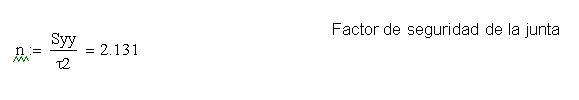 Factor de seguridad de la junta
n := Syy / τ2 = 2.131